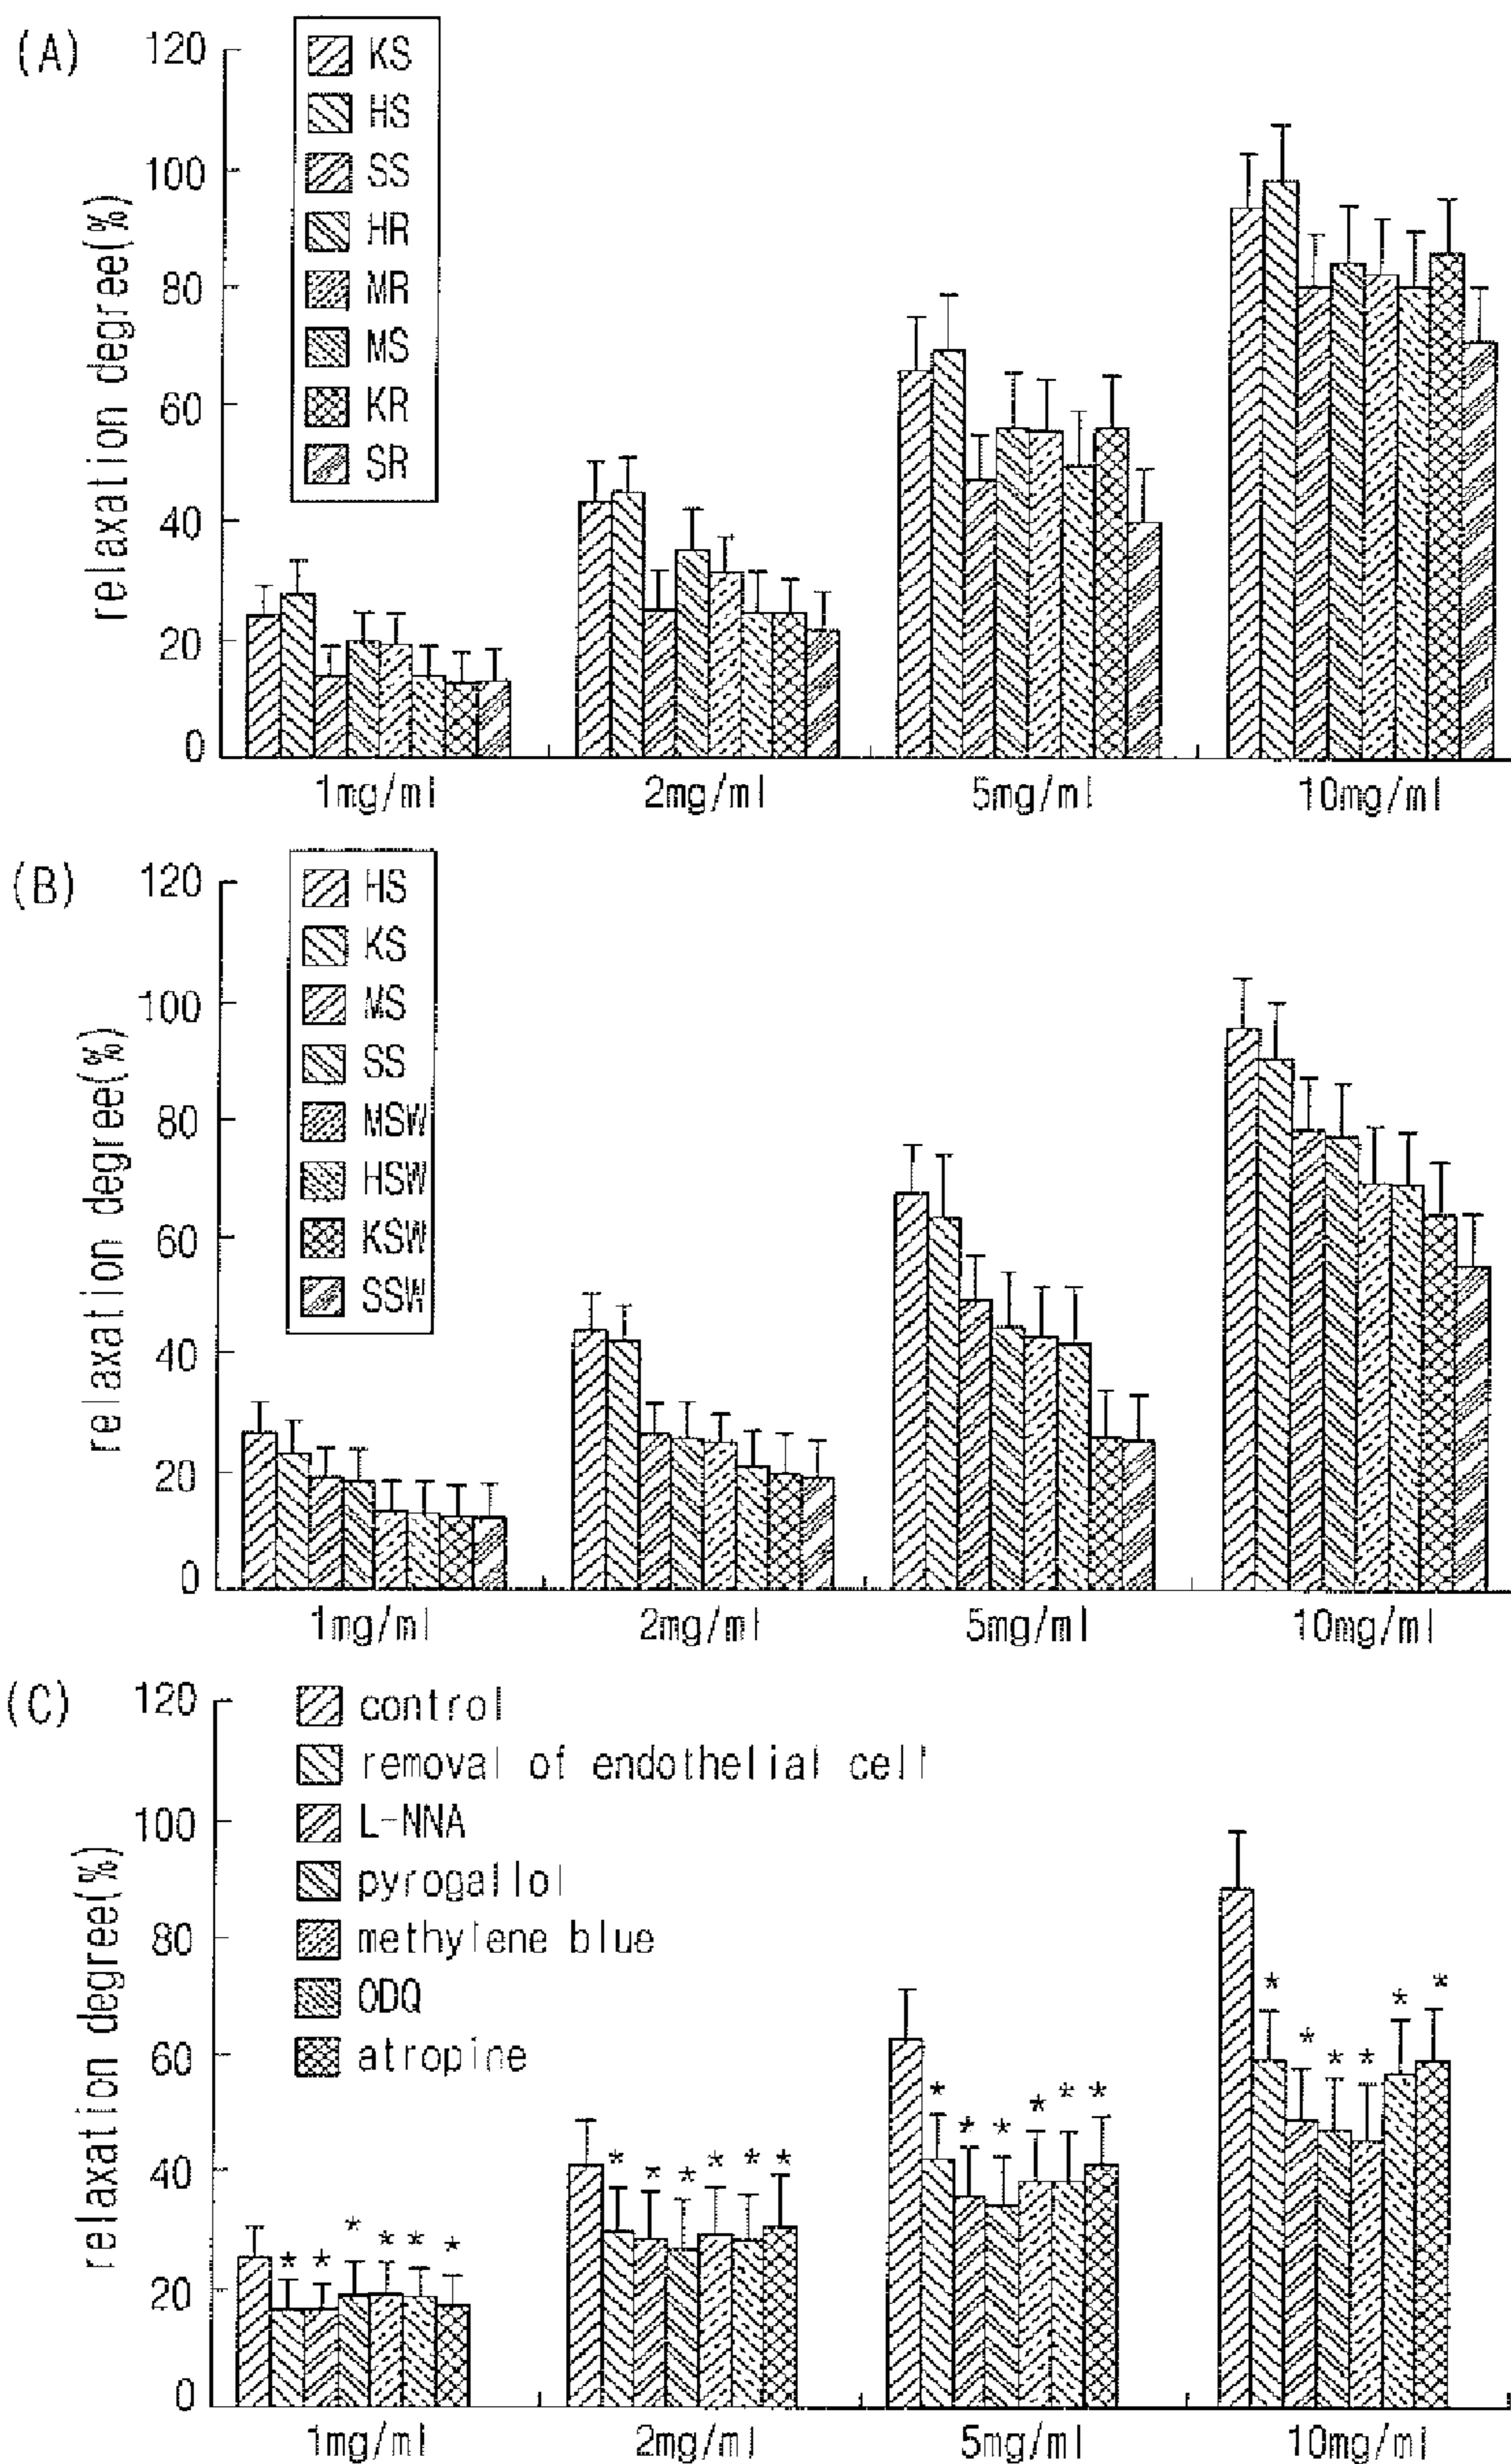 (A)
relaxation degree(%)
120
100
80
60
40
20
0
KS
HS
SS
HR
MR
MS
KR
SR
1mg/ml
2mg/ml
5mg/ml
10mg/ml
(B)
relaxation degree(%)
120
100
80
60
40
20
0
HS
KS
MS
SS
MSW
HSW
KSW
SSW
1mg/ml
2mg/ml
5mg/ml
10mg/ml
(C)
relaxation degree(%)
120
100
80
60
40
20
0
control
removal of endothelial cell
L-NNA
pyrogallol
methylene blue
ODQ
atropine
* * * * * *
* * * * * *
* * * * * *
* * * * * *
1mg/ml
2mg/ml
5mg/ml
10mg/ml